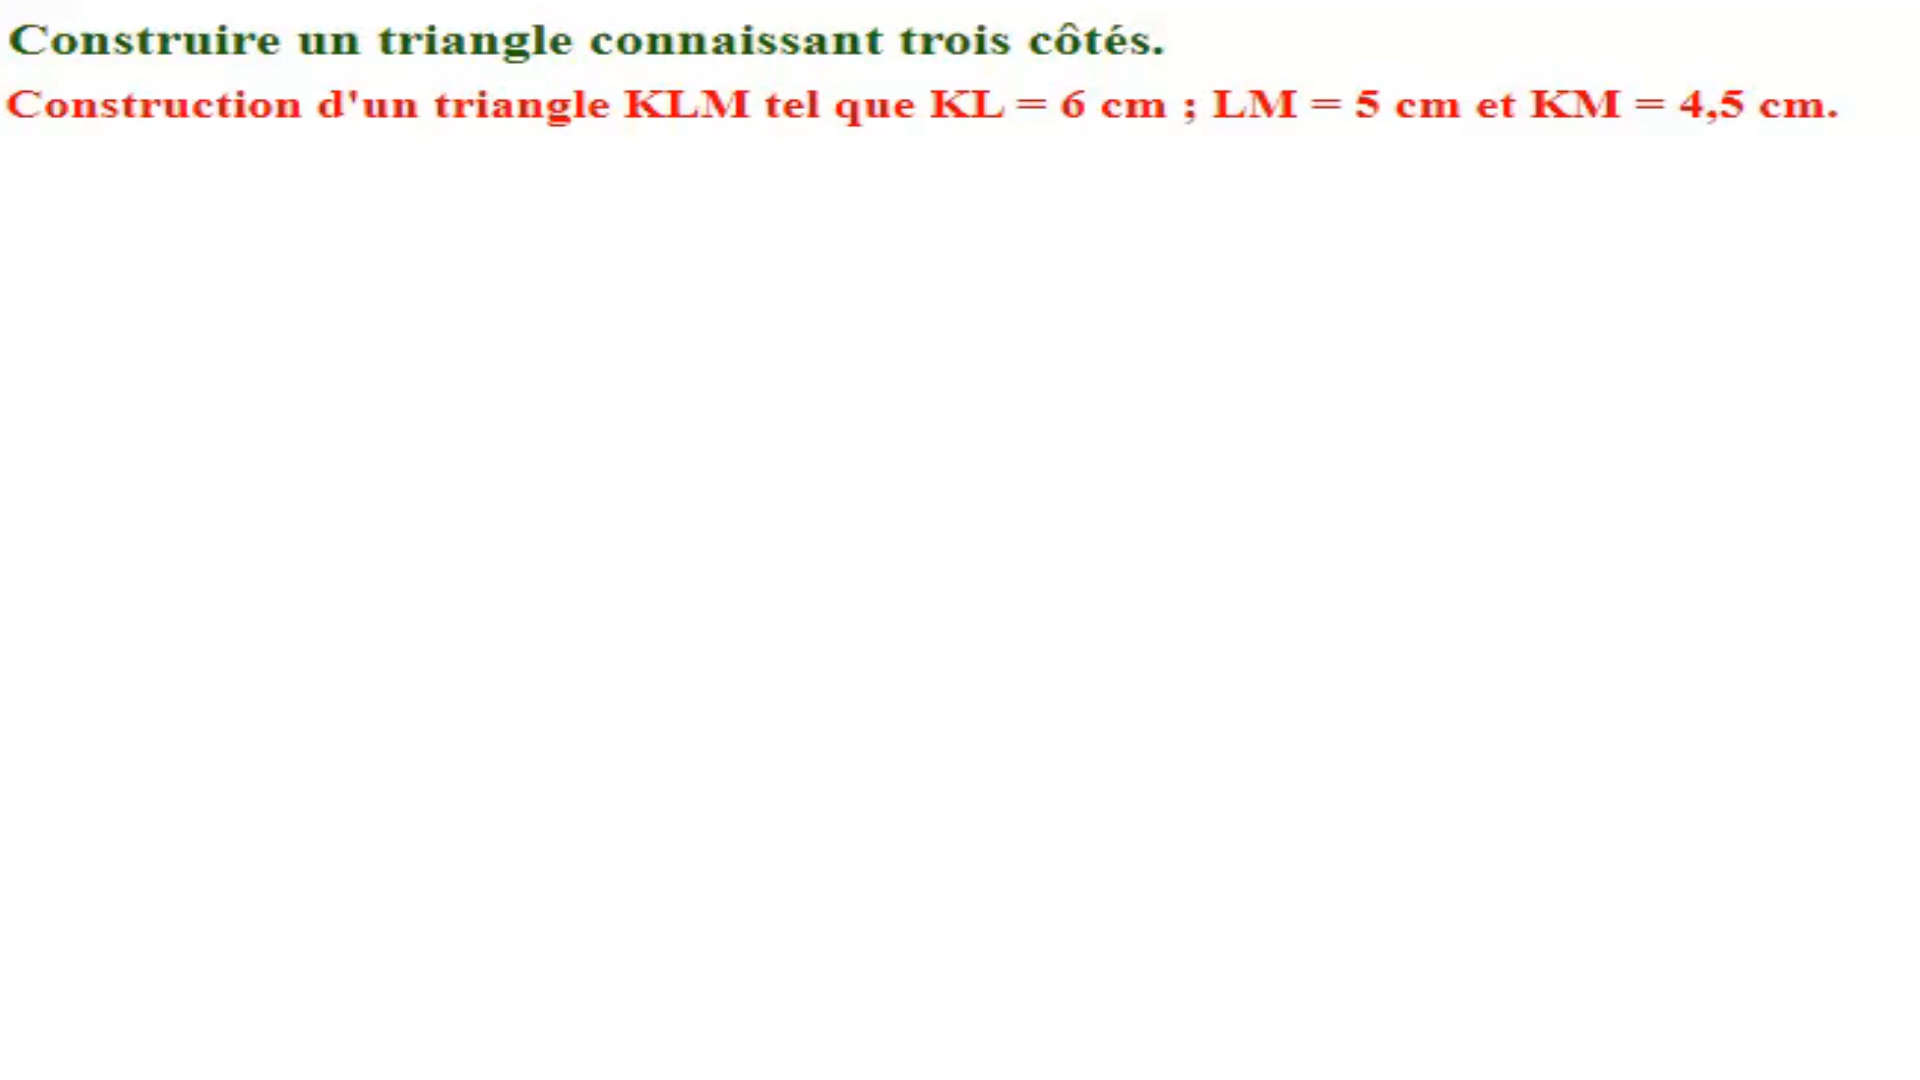 Construire un triangle connaissant trois côtés.
Construction d'un triangle KLM tel que KL = 6 cm ; LM = 5 cm et KM = 4,5 cm.